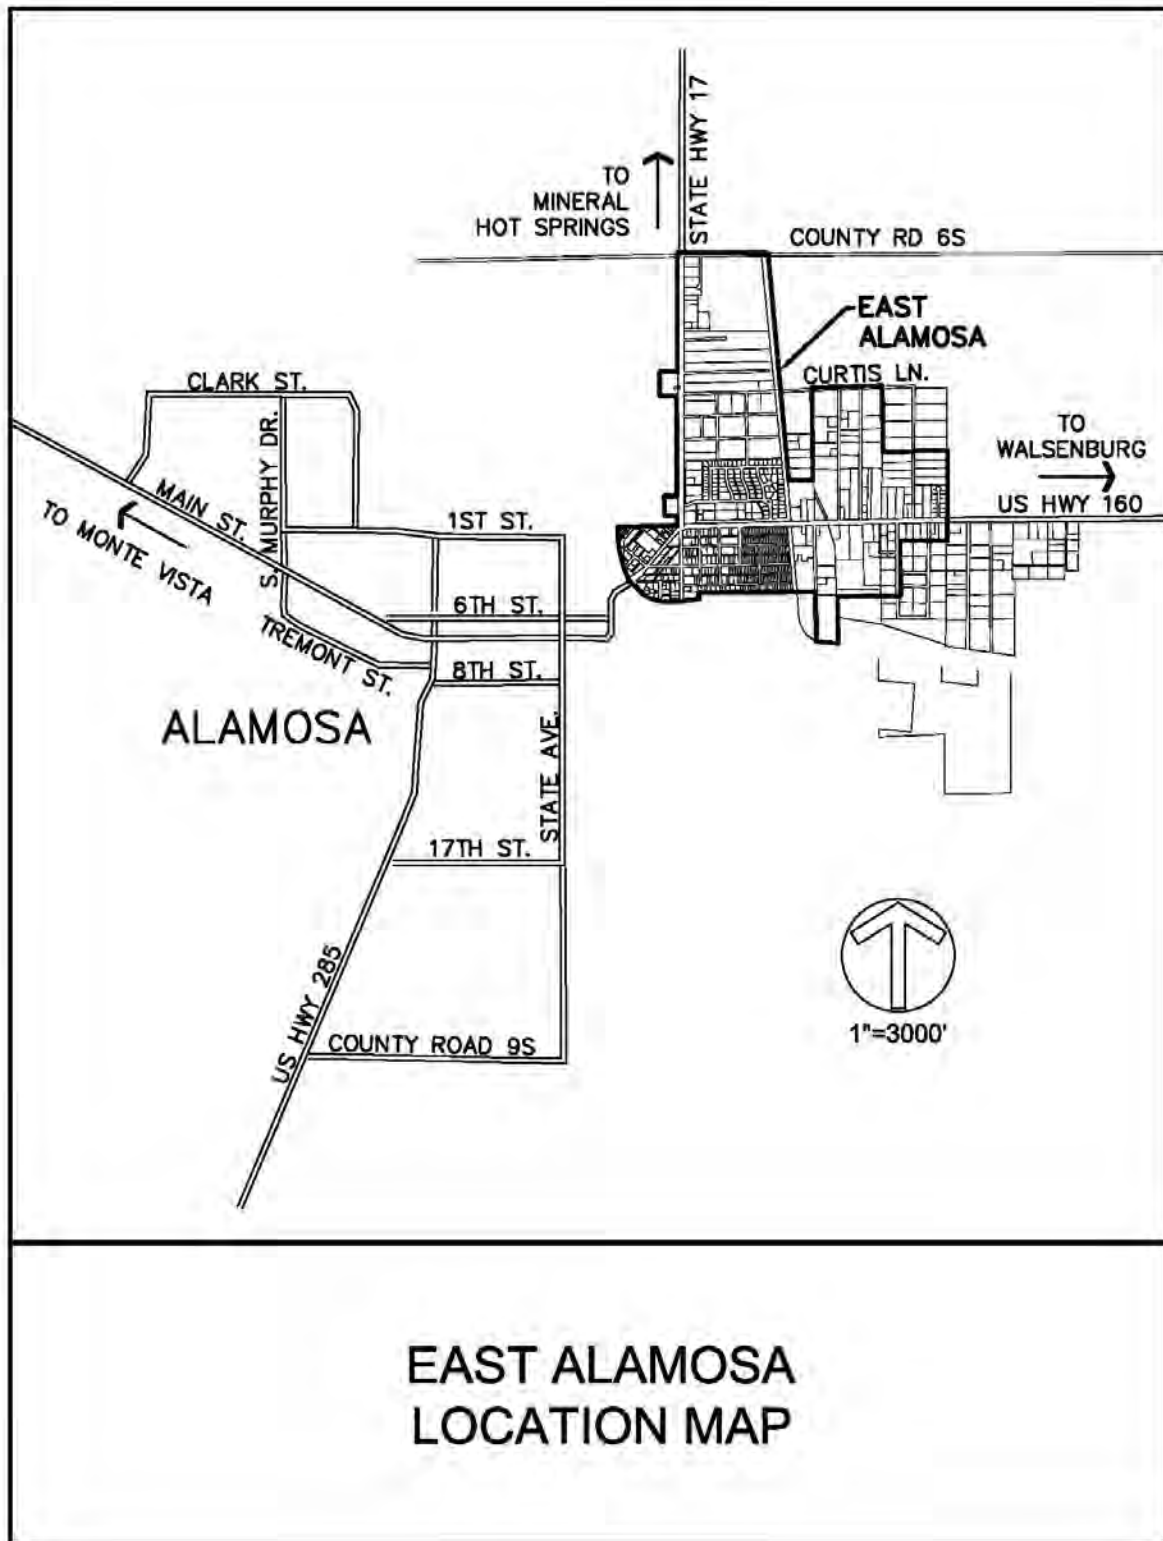 STATE HWY 17
TO
MINERAL
HOT SPRINGS
COUNTY RD 6S
EAST
ALAMOSA
CURTIS LN.
CLARK ST.
S. MURPHY DR.
TO
WALSENBURG
US HWY 160
MAIN ST.
TO MONTE VISTA
1ST ST.
6TH ST.
TREMONT ST.
8TH ST.
ALAMOSA
STATE AVE.
17TH ST.
US HWY 285
COUNTY ROAD 9S
1"=3000'
EAST ALAMOSA
LOCATION MAP